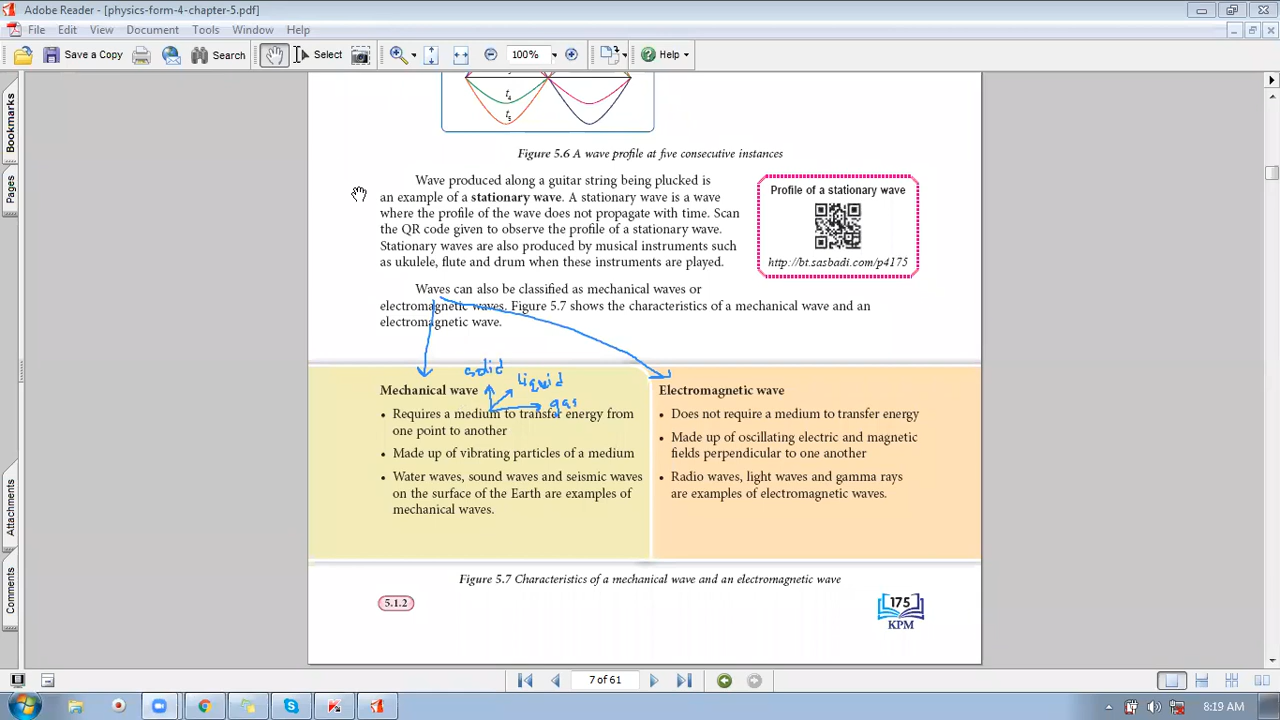 Adobe Reader - [physics-form-4-chapter-5.pdf]
File Edit View Document Tools Window Help
Save a Copy Search Select 100% Help
Bookmarks
Pages
Attachments
Comments
t4
t5
Figure 5.6 A wave profile at five consecutive instances
Wave produced along a guitar string being plucked is
an example of a stationary wave. A stationary wave is a wave
where the profile of the wave does not propagate with time. Scan
the QR code given to observe the profile of a stationary wave.
Stationary waves are also produced by musical instruments such
as ukulele, flute and drum when these instruments are played.
Profile of a stationary wave
http://bt.sasbadi.com/p4175
Waves can also be classified as mechanical waves or
electromagnetic waves. Figure 5.7 shows the characteristics of a mechanical wave and an
electromagnetic wave.
solid
liquid
gas
Mechanical wave
• Requires a medium to transfer energy from
one point to another
• Made up of vibrating particles of a medium
• Water waves, sound waves and seismic waves
on the surface of the Earth are examples of
mechanical waves.
Electromagnetic wave
• Does not require a medium to transfer energy
• Made up of oscillating electric and magnetic
fields perpendicular to one another
• Radio waves, light waves and gamma rays
are examples of electromagnetic waves.
Figure 5.7 Characteristics of a mechanical wave and an electromagnetic wave
5.1.2
175
KPM
7 of 61
8:19 AM